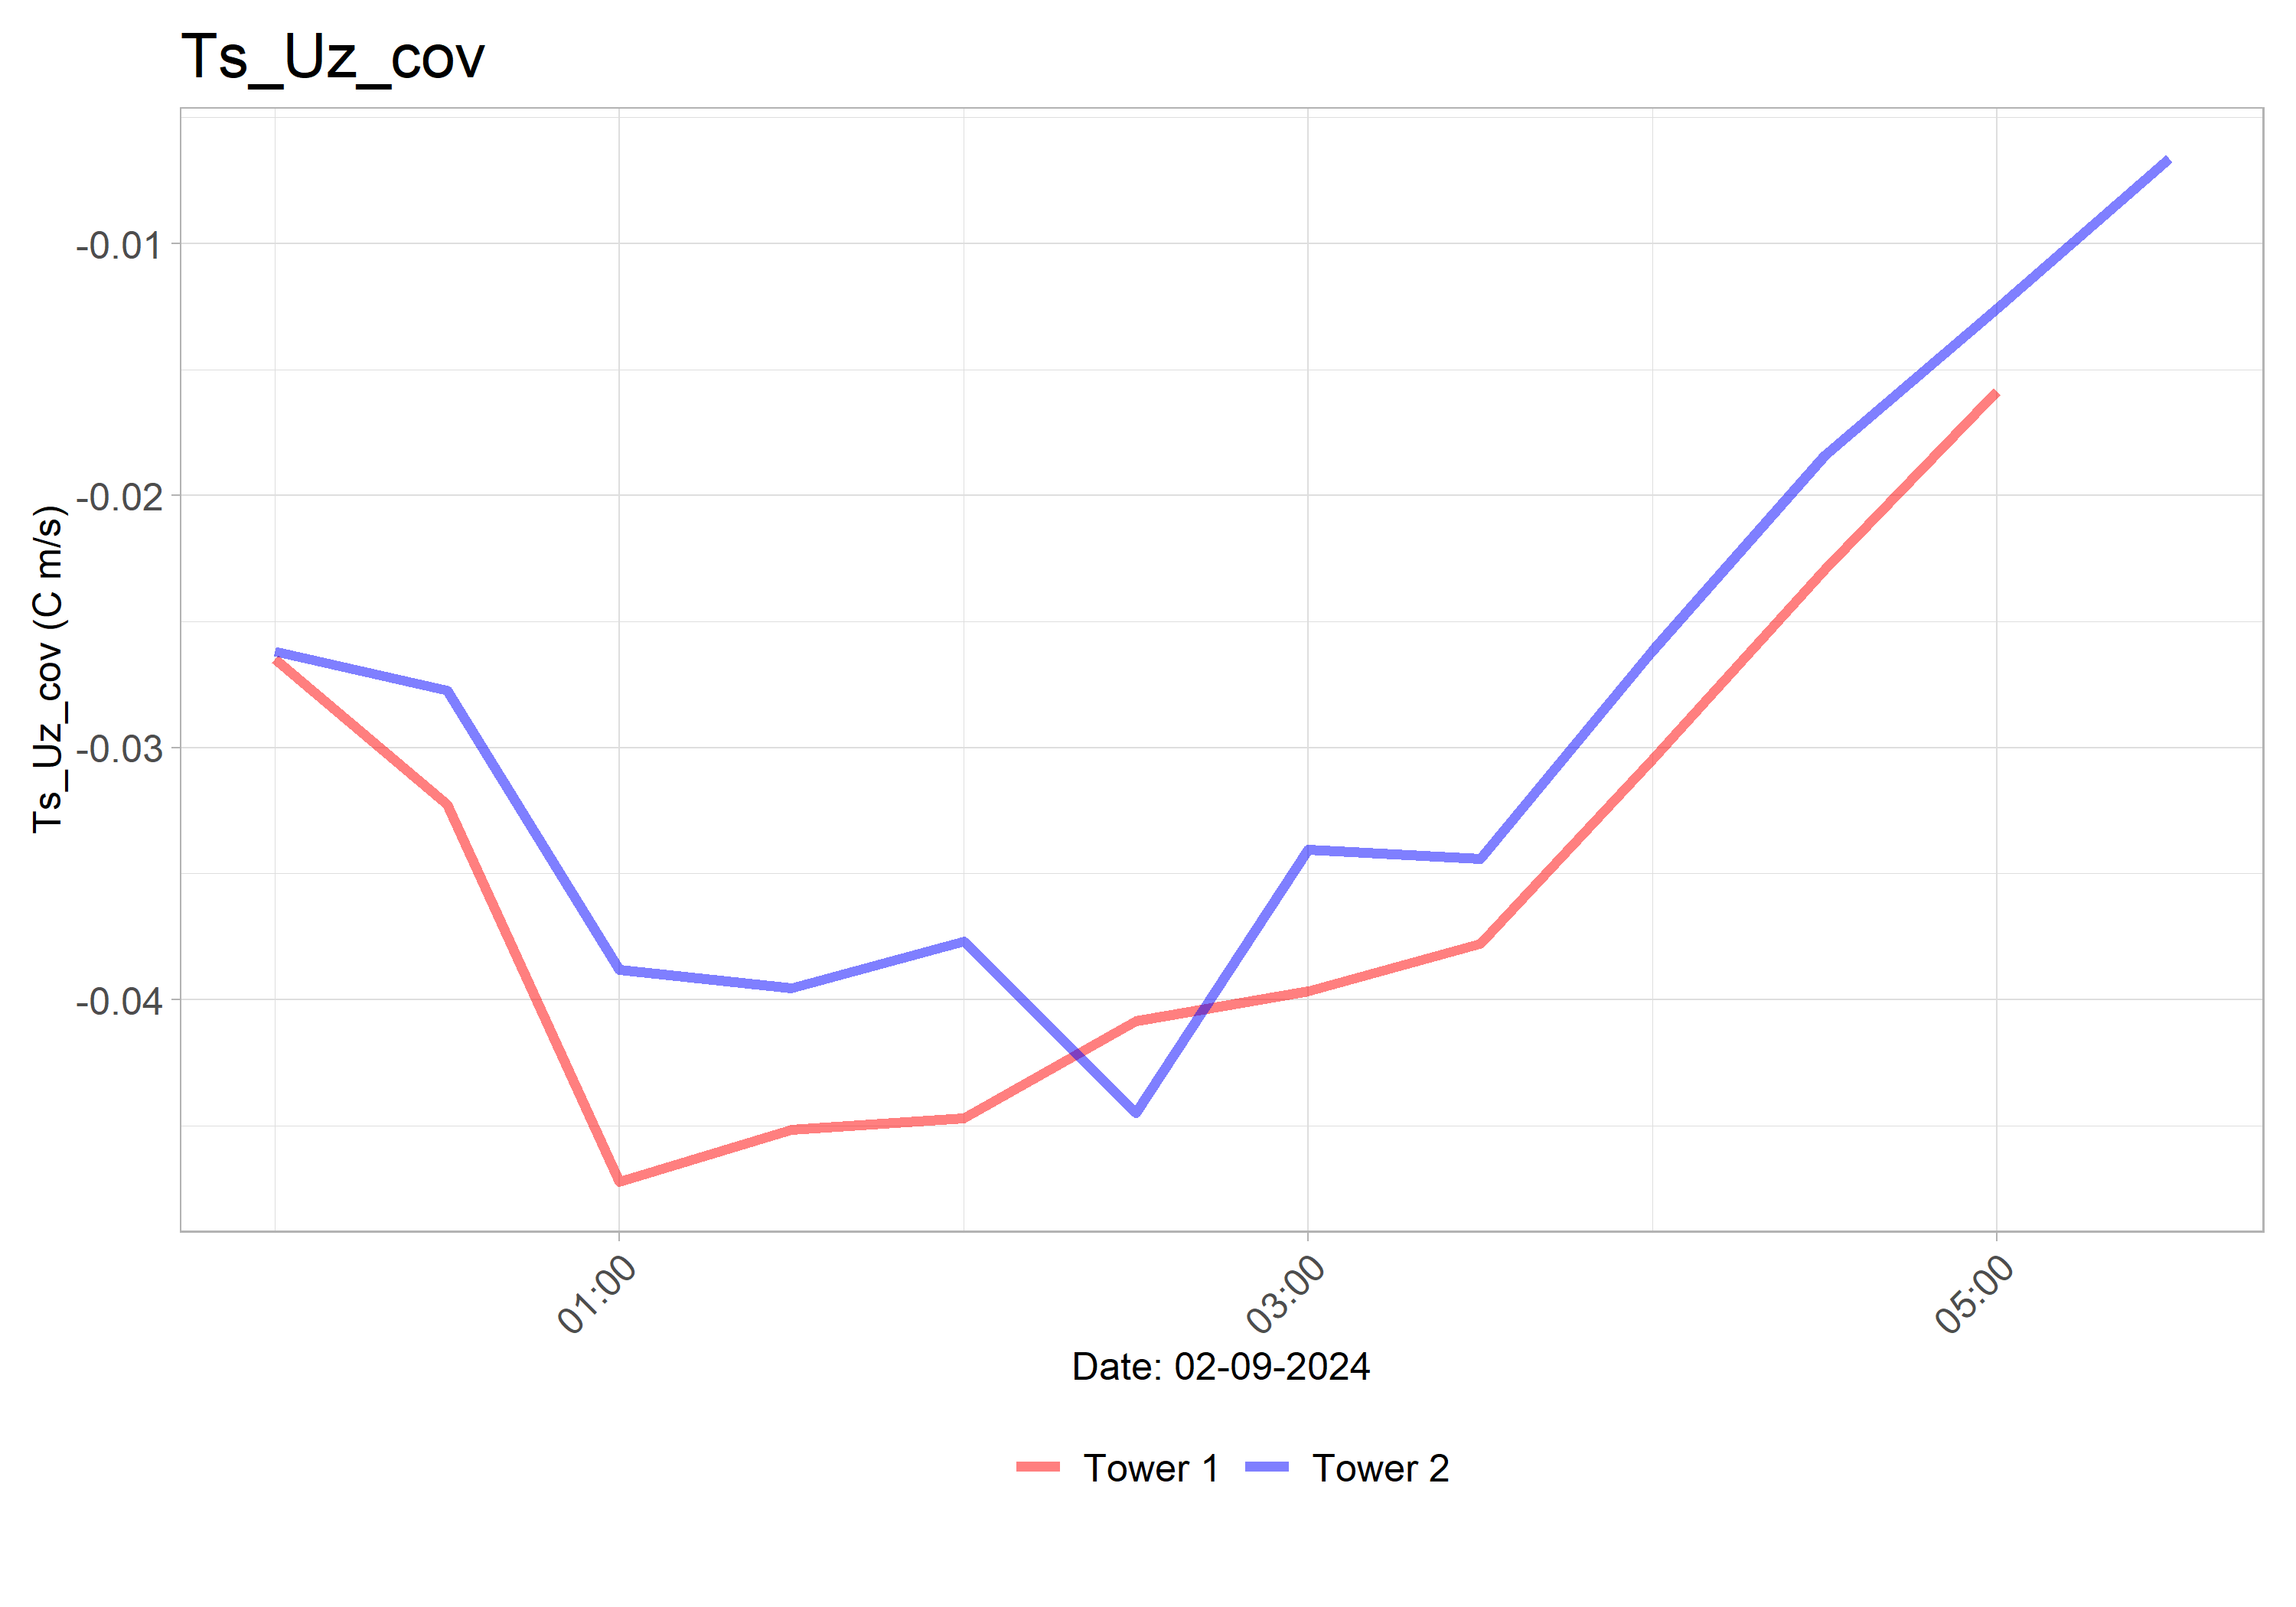 Ts_Uz_cov
Ts_Uz_cov (C m/s)
-0.01
-0.02
-0.03
-0.04
01:00
03:00
05:00
Date: 02-09-2024
Tower 1
Tower 2